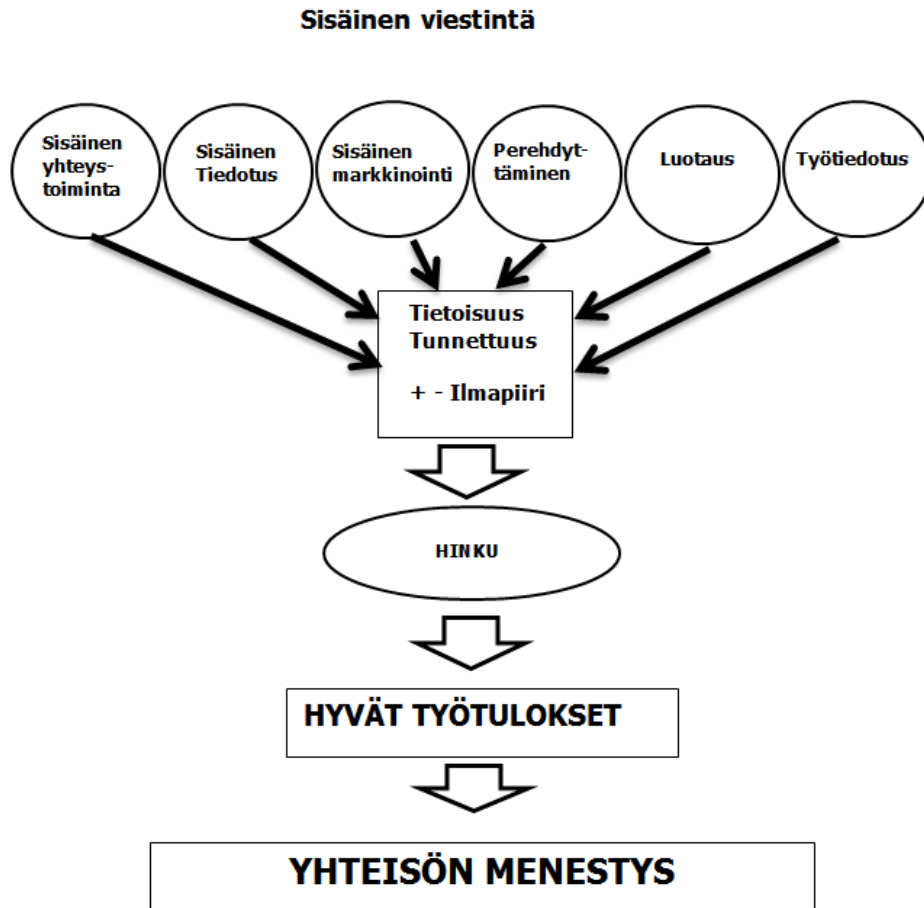 Sisäinen viestintä
Sisäinen
yhteys-
toiminta
Sisäinen
Tiedotus
Sisäinen
markkinointi
Perehdyt-
täminen
Luotaus
Työtiedotus
Tietoisuus
Tunnettuus
+ - Ilmapiiri
HINKU
HYVÄT TYÖTULOKSET
YHTEISÖN MENESTYS